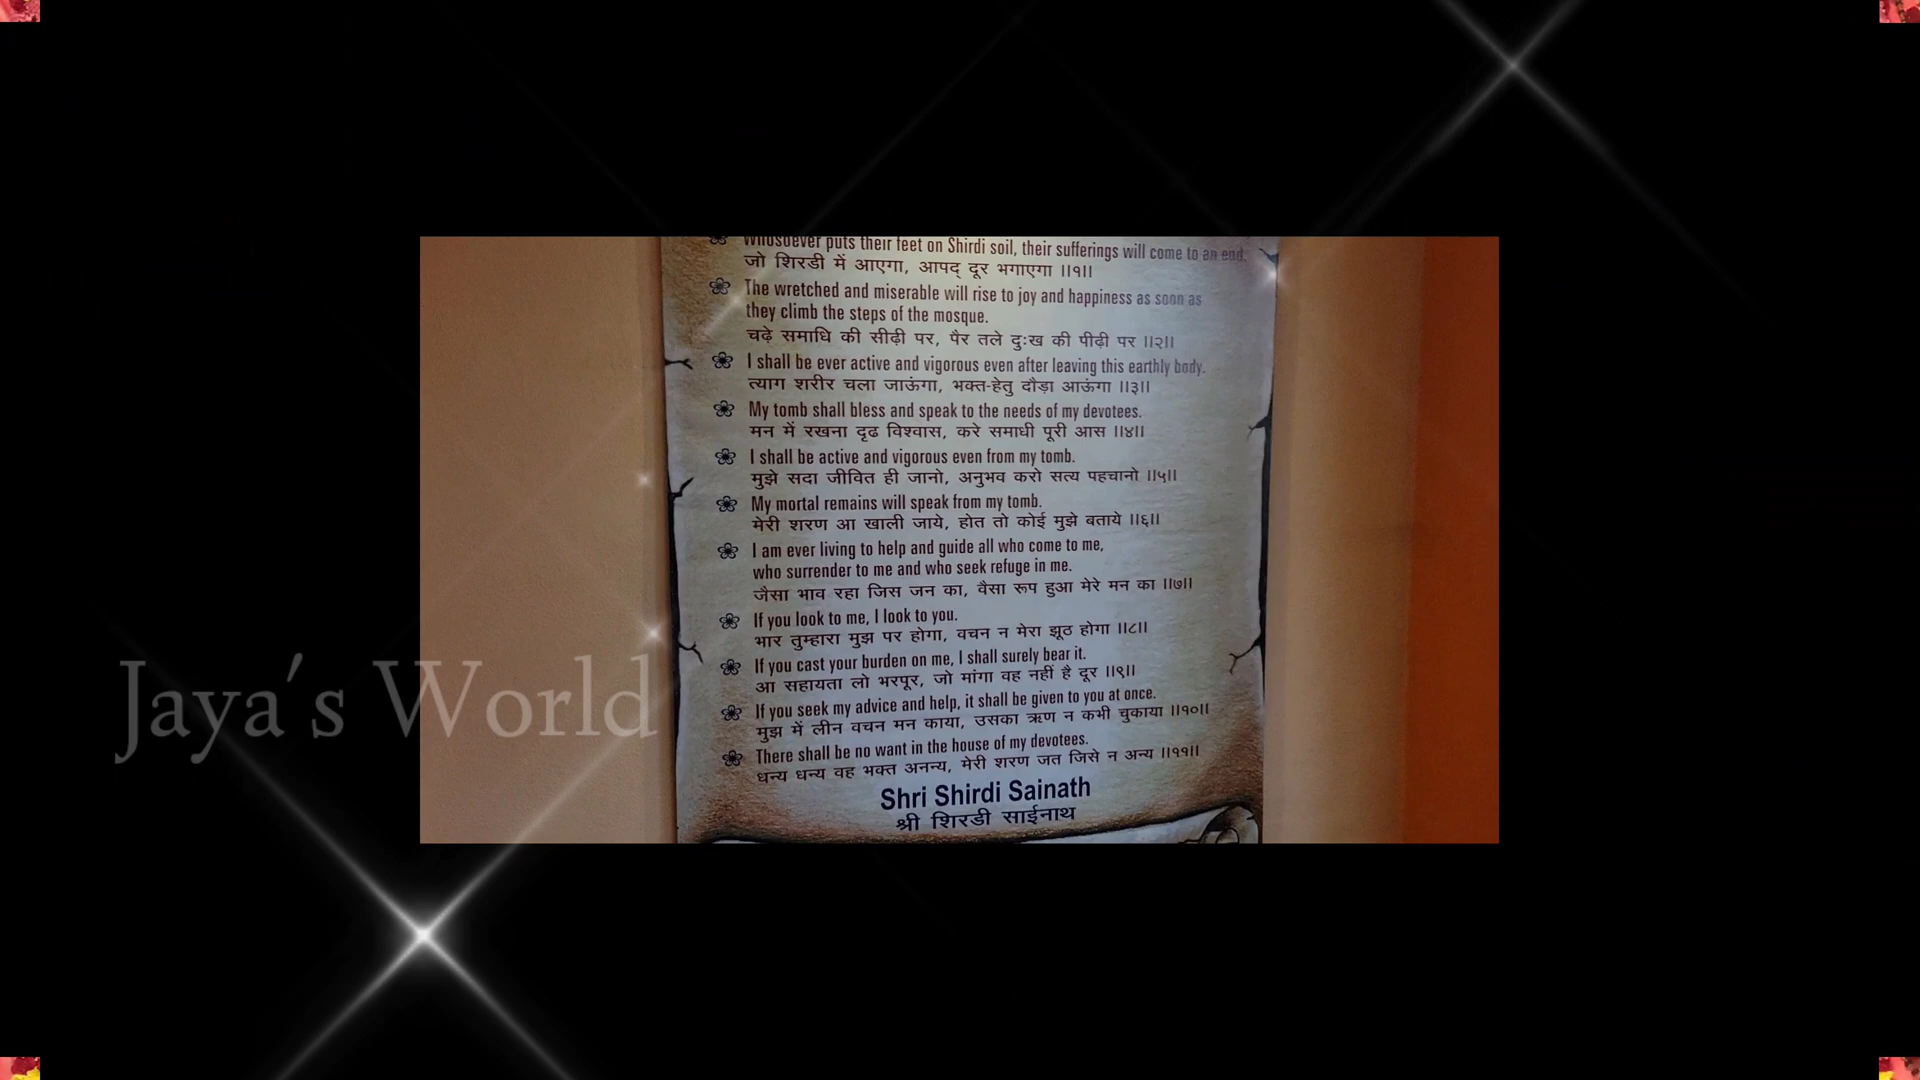 Whosoever puts their feet on Shirdi soil, their sufferings will come to an end.
जो शिरडी में आएगा, आपद् दूर भगाएगा ।।१।।
The wretched and miserable will rise to joy and happiness as soon as
they climb the steps of the mosque.
चढ़े समाधि की सीढ़ी पर, पैर तले दुःख की पीढ़ी पर ।।२।।
I shall be ever active and vigorous even after leaving this earthly body.
त्याग शरीर चला जाऊंगा, भक्त-हेतु दौड़ा आऊंगा ।।३।।
My tomb shall bless and speak to the needs of my devotees.
मन में रखना दृढ विश्वास, करे समाधी पूरी आस ।।४।।
I shall be active and vigorous even from my tomb.
मुझे सदा जीवित ही जानो, अनुभव करो सत्य पहचानो ।।५।।
My mortal remains will speak from my tomb.
मेरी शरण आ खाली जाये, होत तो कोई मुझे बताये ।।६।।
I am ever living to help and guide all who come to me,
who surrender to me and who seek refuge in me.
जैसा भाव रहा जिस जन का, वैसा रूप हुआ मेरे मन का ।।७।।
If you look to me, I look to you.
भार तुम्हारा मुझ पर होगा, वचन न मेरा झूठ होगा ।।८।।
If you cast your burden on me, I shall surely bear it.
आ सहायता लो भरपूर, जो मांगा वह नहीं है दूर ।।९।।
If you seek my advice and help, it shall be given to you at once.
मुझ में लीन वचन मन काया, उसका ऋण न कभी चुकाया ।।१०।।
There shall be no want in the house of my devotees.
धन्य धन्य वह भक्त अनन्य, मेरी शरण जत जिसे न अन्य ।।११।।
Shri Shirdi Sainath
श्री शिरडी साईनाथ
Jaya's World